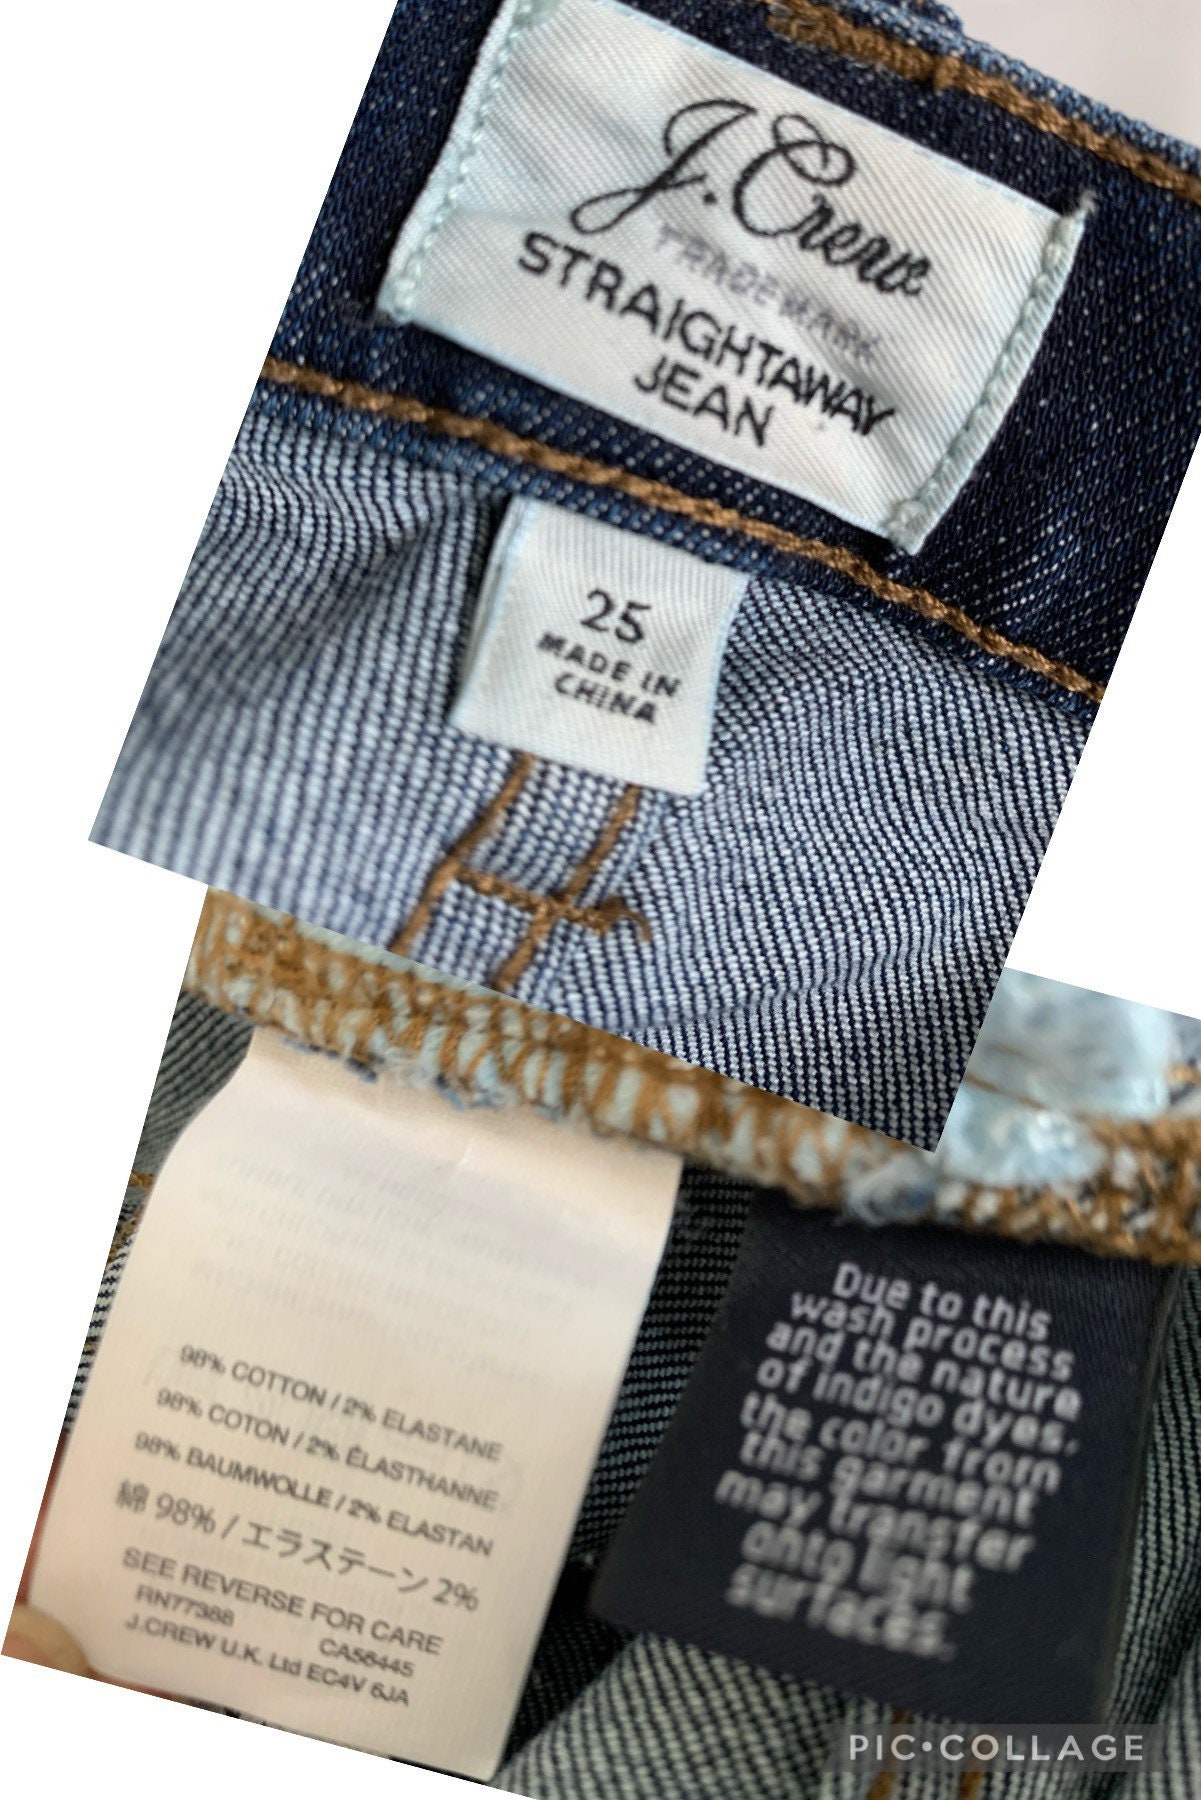 J.Crew
TRADEMARK
STRAIGHTAWAY
JEAN
25
MADE IN
CHINA
98% COTTON / 2% ELASTANE
98% COTON / 2% ÉLASTHANNE
98% BAUMWOLLE / 2% ELASTAN
綿 98% / エラステーン 2%
SEE REVERSE FOR CARE
RN77388 CA56445
J.CREW U.K. Ltd EC4V 6JA
Due to this
wash process
and the nature
of indigo dyes,
the color from
this garment
may transfer
onto light
surfaces.
PIC•COLLAGE